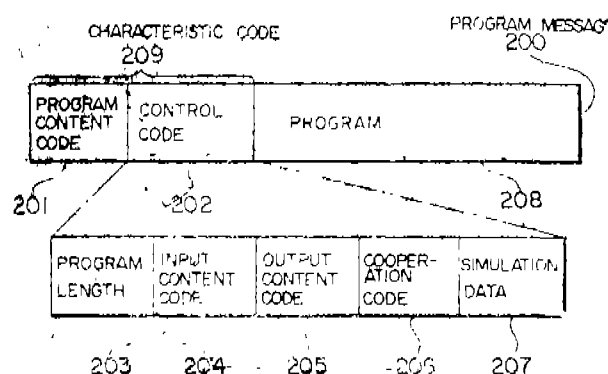 CHARACTERISTIC CODE
209
PROGRAM MESSAG
200
PROGRAM
CONTENT
CODE
CONTROL
CODE
PROGRAM
201
202
208
PROGRAM
LENGTH
INPUT
CONTENT
CODE
OUTPUT
CONTENT
CODE
COOPER-
ATION
CODE
SIMULATION
DATA
203
204
205
206
207